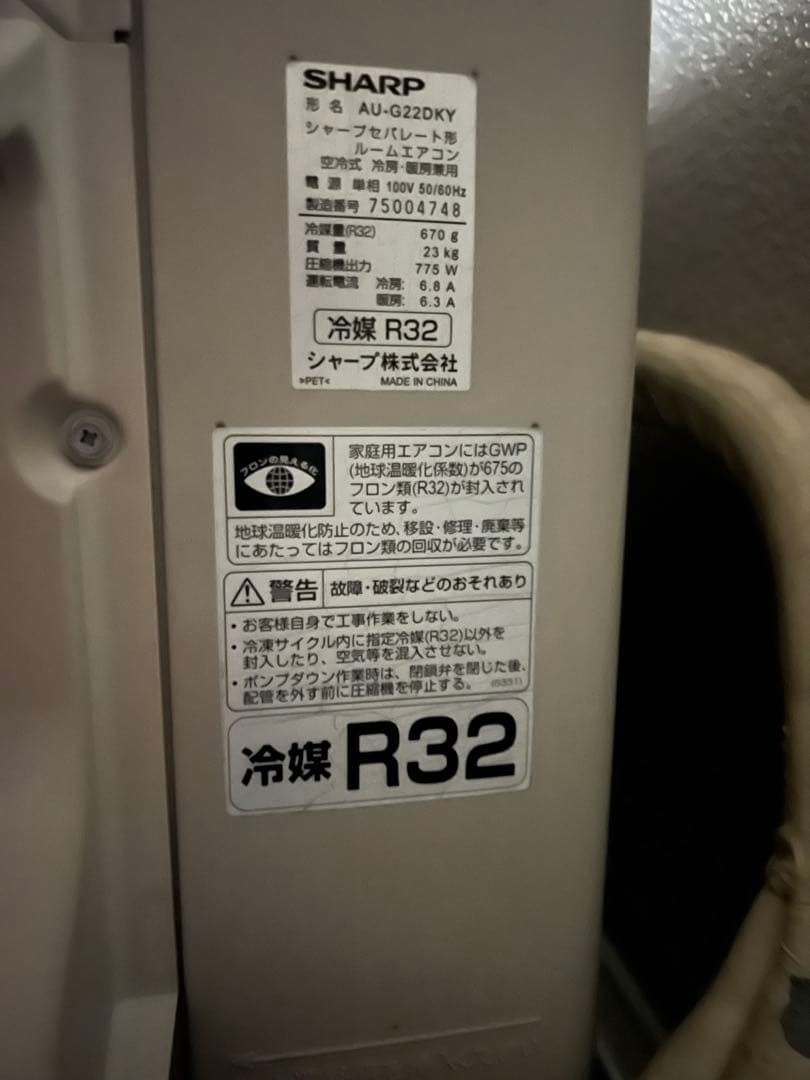 SHARP
形名 AU-G22DKY
シャープセパレート形
ルームエアコン
空冷式 冷房・暖房兼用
電源 単相 100V 50/60Hz
製造番号 75004748
冷媒量(R32) 670 g
質量 23 kg
圧縮機出力 775 W
運転電流 冷房: 6.8 A
暖房: 6.3 A
冷媒 R32
シャープ株式会社
>PET< MADE IN CHINA
フロンの見える化
家庭用エアコンにはGWP
(地球温暖化係数)が675の
フロン類(R32)が封入され
ています。
地球温暖化防止のため、移設・修理・廃棄等
にあたってはフロン類の回収が必要です。
警告 故障・破裂などのおそれあり
・お客様自身で工事作業をしない。
・冷凍サイクル内に指定冷媒(R32)以外を
封入したり、空気等を混入させない。
・ポンプダウン作業時は、閉鎖弁を閉じた後、
配管を外す前に圧縮機を停止する。
冷媒 R32